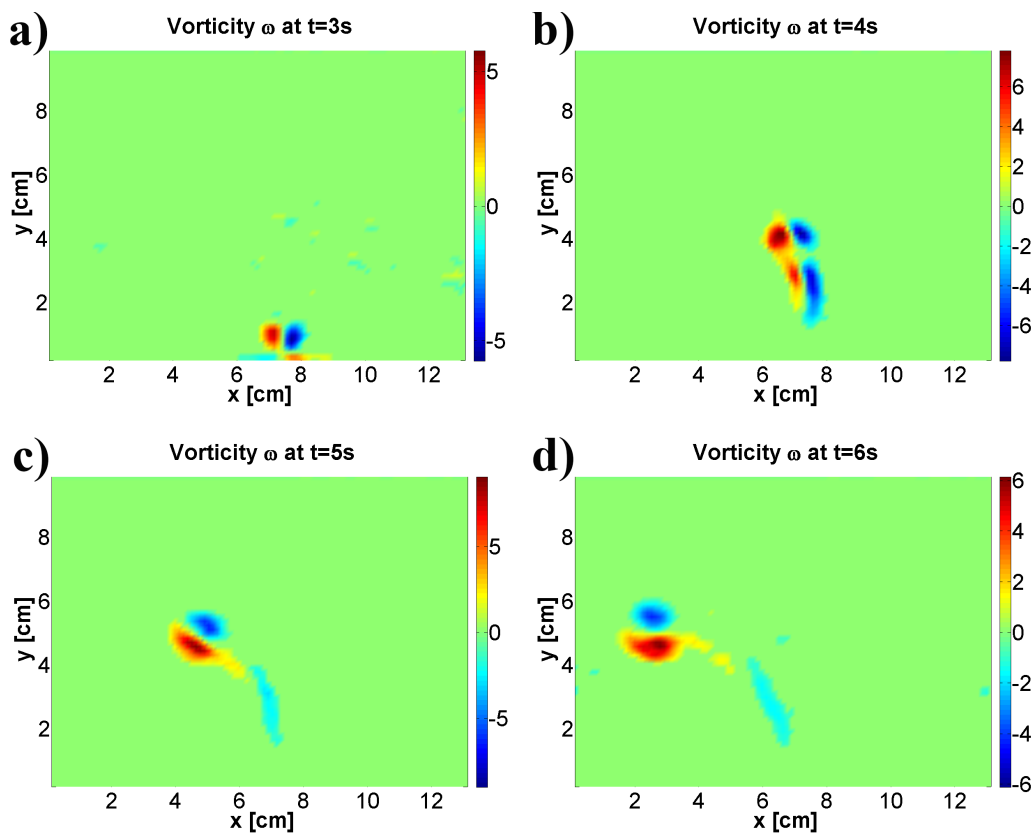 a)
Vorticity ω at t=3s
8
6
4
2
y [cm]
2 4 6 8 10 12
x [cm]
5
0
-5
b)
Vorticity ω at t=4s
8
6
4
2
y [cm]
2 4 6 8 10 12
x [cm]
6
4
2
0
-2
-4
-6
c)
Vorticity ω at t=5s
8
6
4
2
y [cm]
2 4 6 8 10 12
x [cm]
5
0
-5
d)
Vorticity ω at t=6s
8
6
4
2
y [cm]
2 4 6 8 10 12
x [cm]
6
4
2
0
-2
-4
-6